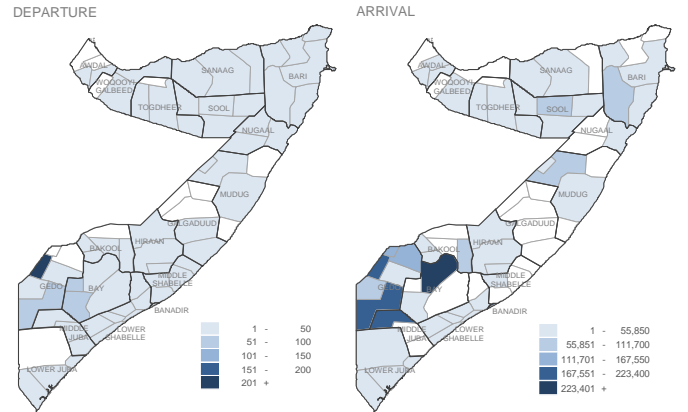 DEPARTURE
AWDAL
WOQOOYI
GALBEED
TOGDHEER
SANAAG
SOOL
BARI
NUGAAL
MUDUG
GALGADUUD
HIRAAN
BAKOOL
GEDO
BAY
MIDDLE
SHABELLE
BANADIR
MIDDLE
JUBA
LOWER
SHABELLE
LOWER JUBA
1 - 50
51 - 100
101 - 150
151 - 200
201 +
ARRIVAL
AWDAL
WOQOOYI
GALBEED
TOGDHEER
SANAAG
SOOL
BARI
NUGAAL
MUDUG
GALGADUUD
HIRAAN
BAKOOL
GEDO
BAY
MIDDLE
SHABELLE
BANADIR
MIDDLE
JUBA
LOWER
SHABELLE
LOWER JUBA
1 - 55,850
55,851 - 111,700
111,701 - 167,550
167,551 - 223,400
223,401 +